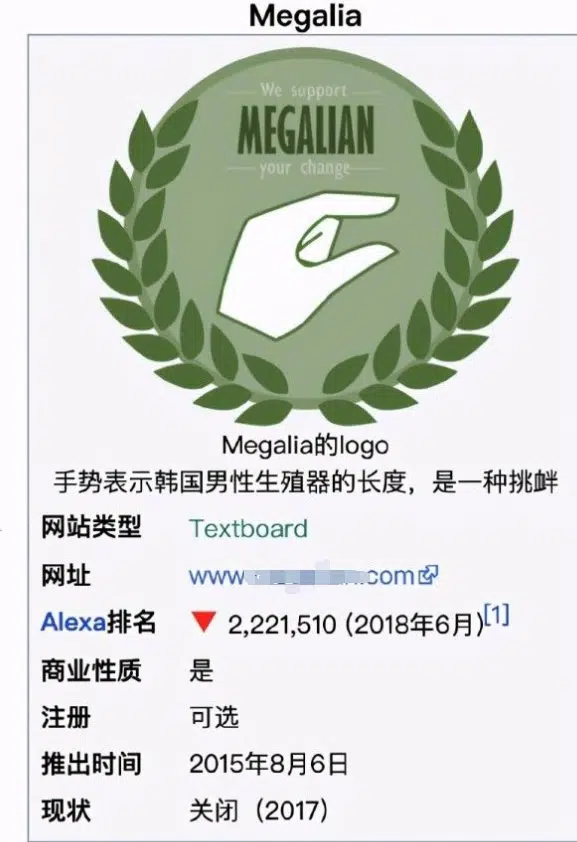 Megalia
We support
MEGALIAN
your change
Megalia的logo
手势表示韩国男性生殖器的长度，是一种挑衅
网站类型 Textboard
网址 www. .com
Alexa排名 ▼ 2,221,510 (2018年6月)[1]
商业性质 是
注册 可选
推出时间 2015年8月6日
现状 关闭（2017）